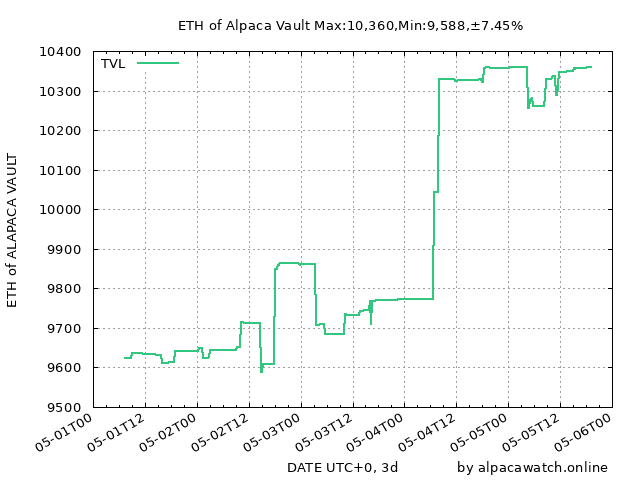 ETH of Alpaca Vault Max:10,360,Min:9,588,±7.45%
TVL
10400
10300
10200
10100
10000
9900
9800
9700
9600
9500
ETH of ALAPACA VAULT
05-01T00
05-01T12
05-02T00
05-02T12
05-03T00
05-03T12
05-04T00
05-04T12
05-05T00
05-05T12
05-06T00
DATE UTC+0, 3d
by alpacawatch.online